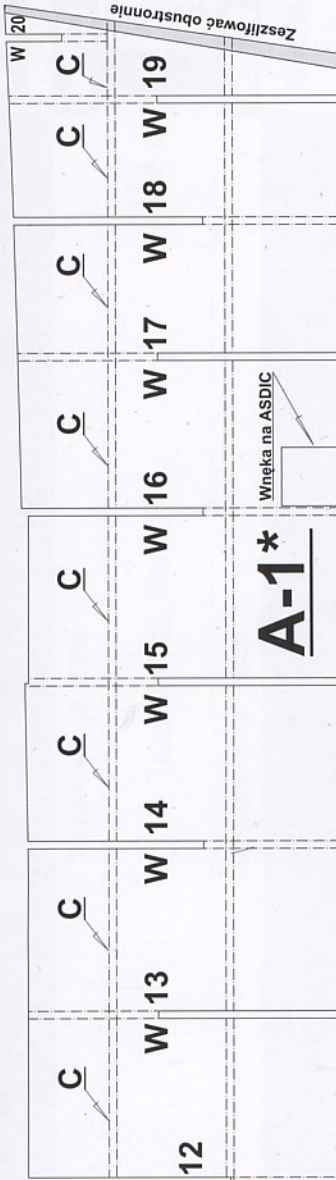 C C C C C C C C
W 20
12 W 13 W 14 W 15 W 16 W 17 W 18 W 19
Zeszlifować obustronnie
A-1*
Wnęka na ASDIC